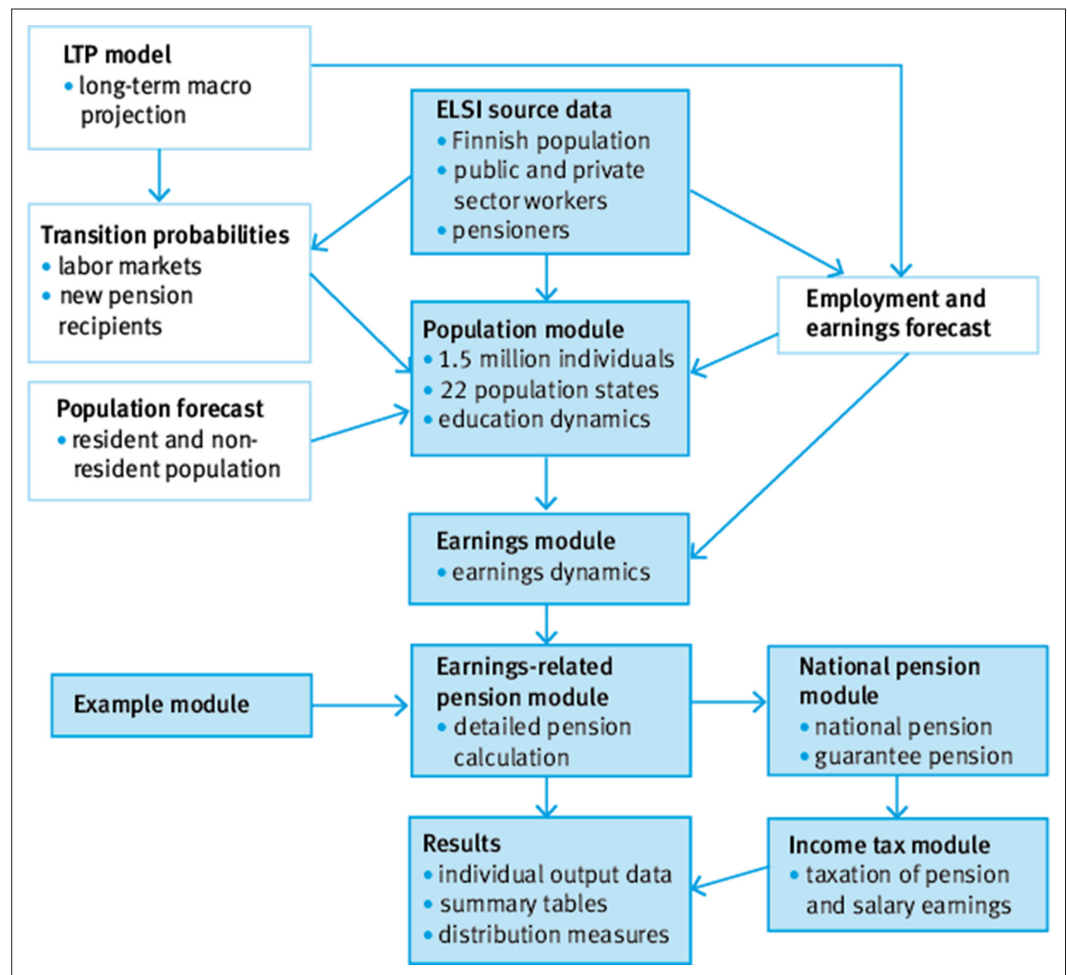 LTP model
• long-term macro
projection
ELSI source data
• Finnish population
• public and private
sector workers
• pensioners
Transition probabilities
• labor markets
• new pension
recipients
Employment and
earnings forecast
Population module
• 1.5 million individuals
• 22 population states
• education dynamics
Population forecast
• resident and non-
resident population
Earnings module
• earnings dynamics
Example module
Earnings-related
pension module
• detailed pension
calculation
National pension
module
• national pension
• guarantee pension
Results
• individual output data
• summary tables
• distribution measures
Income tax module
• taxation of pension
and salary earnings